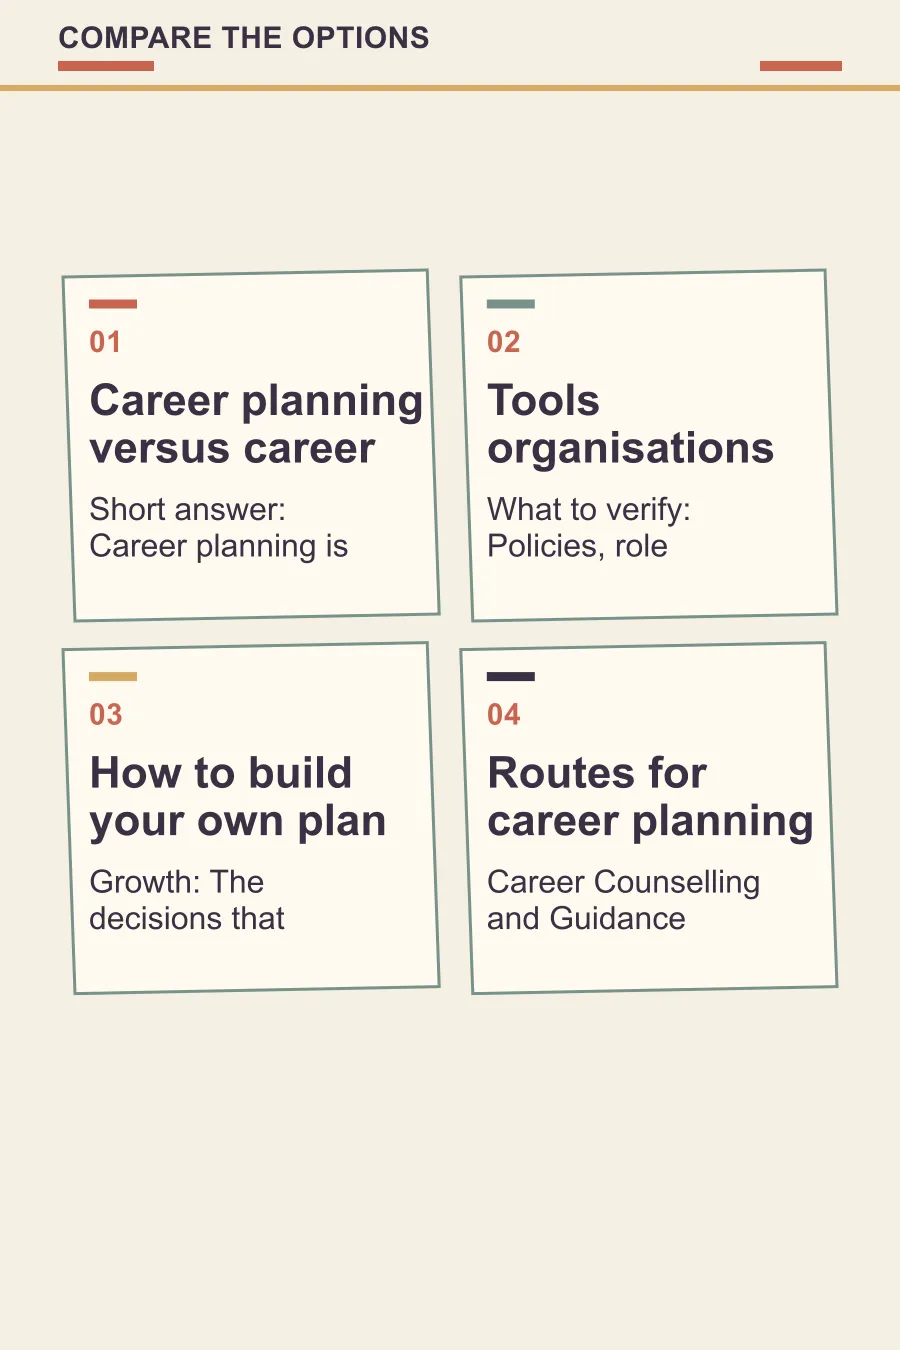 COMPARE THE OPTIONS
01
Career planning
versus career
Short answer:
Career planning is
02
Tools
organisations
What to verify:
Policies, role
03
How to build
your own plan
Growth: The
decisions that
04
Routes for
career planning
Career Counselling
and Guidance